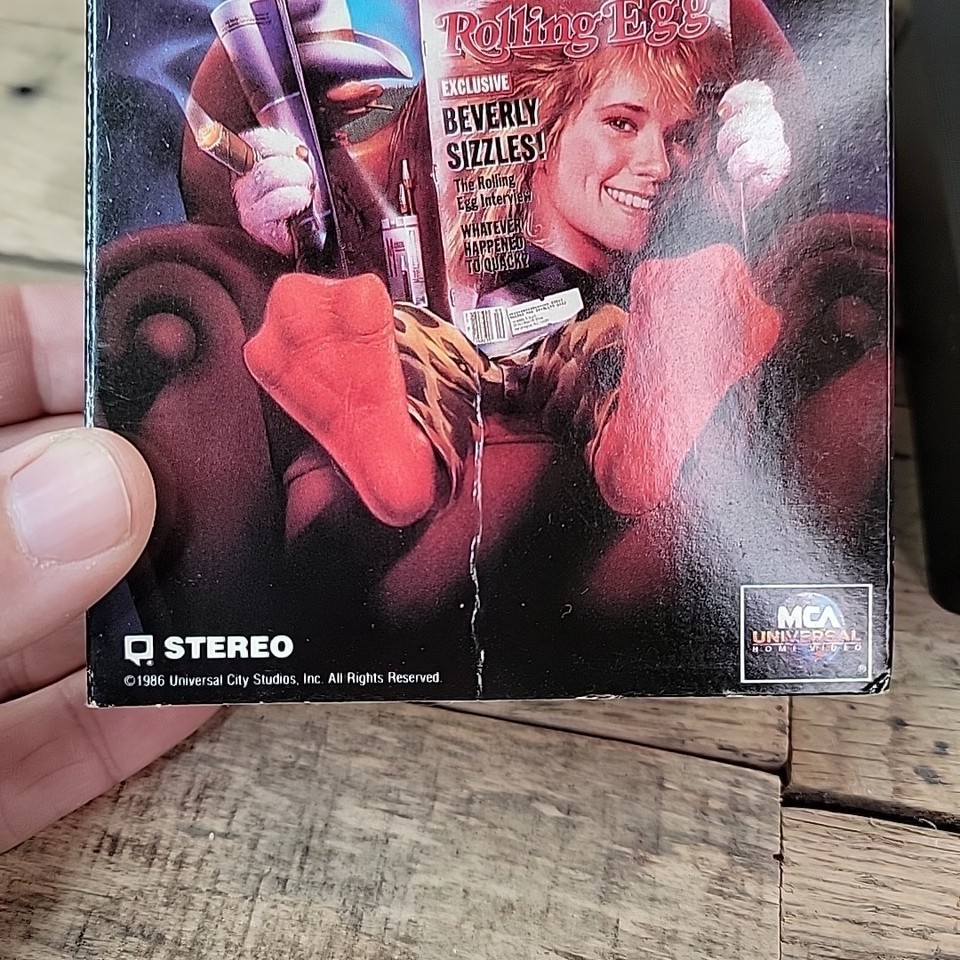 Rolling Egg
EXCLUSIVE
BEVERLY
SIZZLES!
The Rolling
Egg Interview
WHATEVER
HAPPENED
TO QUACK?
STEREO
©1986 Universal City Studios, Inc. All Rights Reserved.
MCA
UNIVERSAL
HOME VIDEO
®